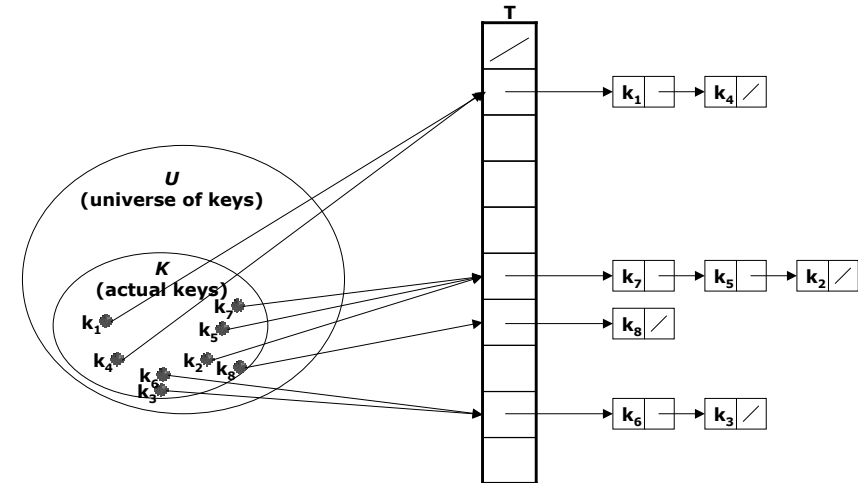 T
k₁ k₄
U
(universe of keys)
K
(actual keys)
k₇ k₅ k₂
k₇
k₁
k₅
k₈
k₄
k₂
k₈
k₆
k₃
k₆ k₃